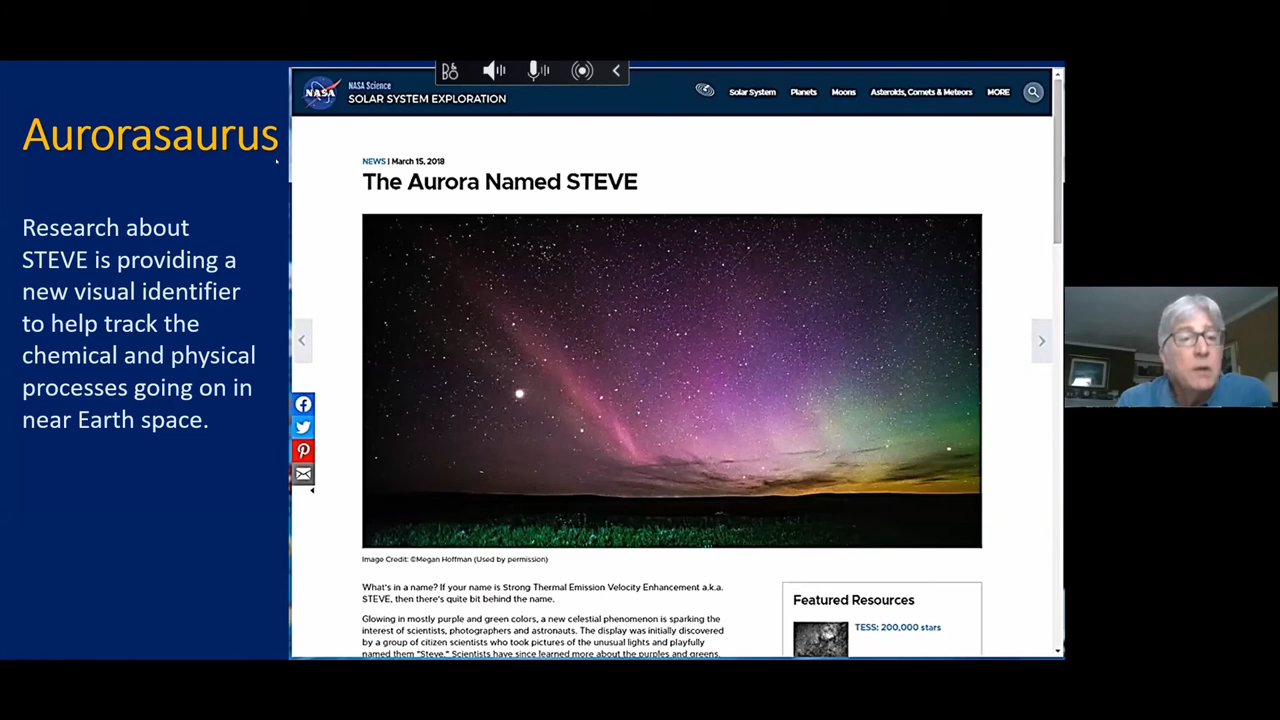 Aurorasaurus
Research about
STEVE is providing a
new visual identifier
to help track the
chemical and physical
processes going on in
near Earth space.
NASA
NASA Science
SOLAR SYSTEM EXPLORATION
Solar System Planets Moons Asteroids, Comets & Meteors MORE
NEWS | March 15, 2018
The Aurora Named STEVE
Image Credit: ©Megan Hoffman (Used by permission)
What's in a name? If your name is Strong Thermal Emission Velocity Enhancement a.k.a.
STEVE, then there's quite bit behind the name.
Glowing in mostly purple and green colors, a new celestial phenomenon is sparking the
interest of scientists, photographers and astronauts. The display was initially discovered
by a group of citizen scientists who took pictures of the unusual lights and playfully
named them "Steve." Scientists have since learned more about the purples and greens,
Featured Resources
TESS: 200,000 stars